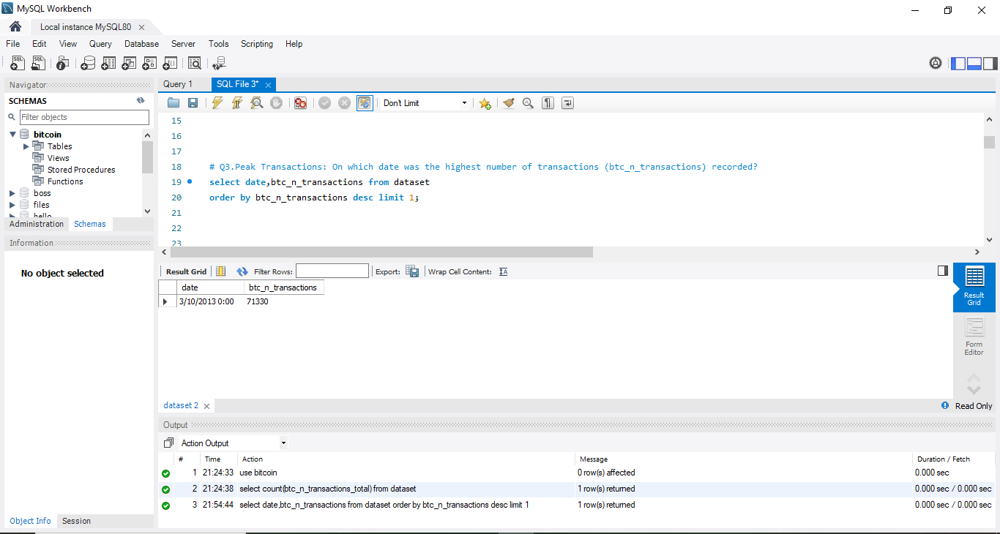 MySQL Workbench
Local instance MySQL80
File Edit View Query Database Server Tools Scripting Help
Navigator
SCHEMAS
Filter objects
bitcoin
Tables
Views
Stored Procedures
Functions
boss
files
hello
Administration Schemas
Information
No object selected
Object Info Session
Query 1 SQL File 3*
Don't Limit
15
16
17
18 # Q3.Peak Transactions: On which date was the highest number of transactions (btc_n_transactions) recorded?
19 select date,btc_n_transactions from dataset
20 order by btc_n_transactions desc limit 1;
21
22
23
Result Grid Filter Rows: Export: Wrap Cell Content:
date btc_n_transactions
3/10/2013 0:00 71330
Result Grid
Form Editor
dataset 2
Read Only
Output
Action Output
# Time Action Message Duration / Fetch
1 21:24:33 use bitcoin 0 row(s) affected 0.000 sec
2 21:24:38 select count(btc_n_transactions_total) from dataset 1 row(s) returned 0.000 sec / 0.000 sec
3 21:54:44 select date,btc_n_transactions from dataset order by btc_n_transactions desc limit 1 1 row(s) returned 0.000 sec / 0.000 sec